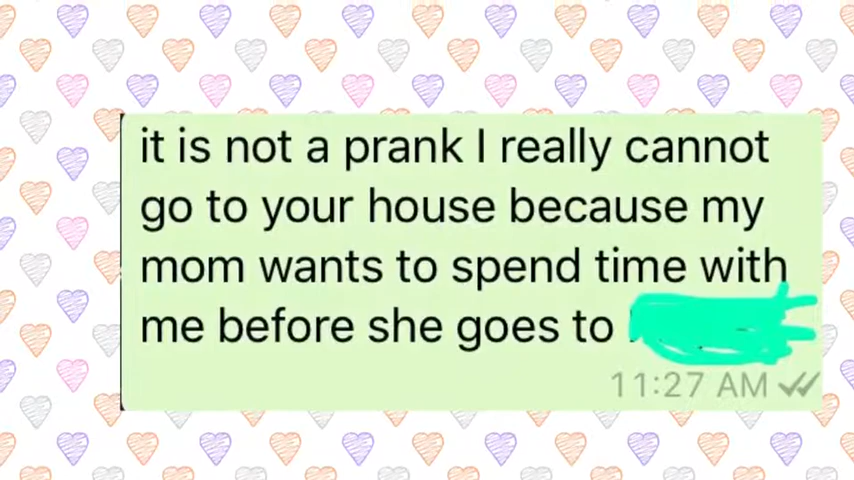 it is not a prank I really cannot
go to your house because my
mom wants to spend time with
me before she goes to
11:27 AM